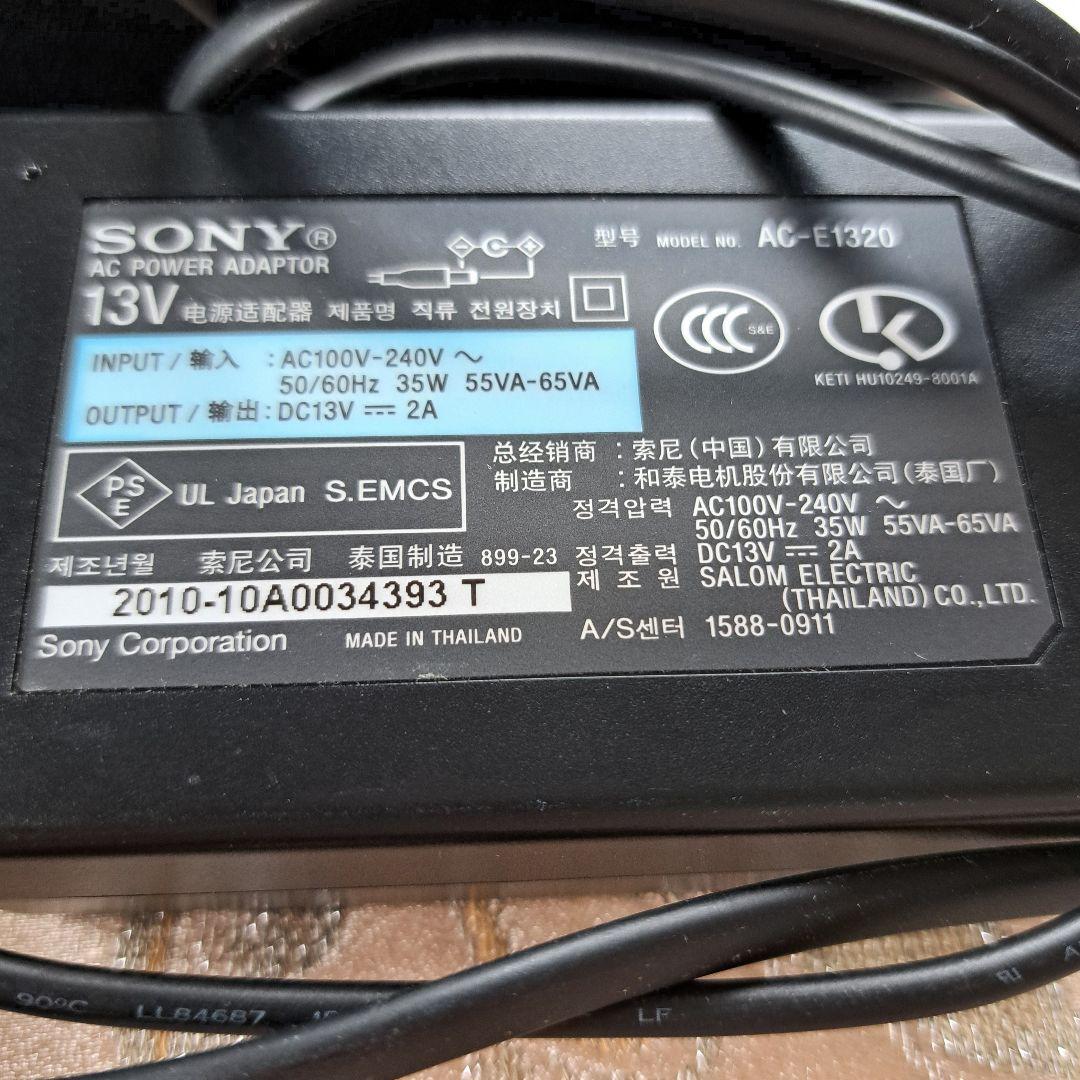 SONY®
AC POWER ADAPTOR
型号 MODEL NO. AC-E1320
13V 电源适配器 제품명 직류 전원장치
INPUT / 輸入 : AC100V-240V ～
50/60Hz 35W 55VA-65VA
OUTPUT / 輸出 : DC13V ⎓ 2A
CCC S&E
KETI HU10249-8001A
PSE UL Japan S.EMCS
总经销商 : 索尼 (中国) 有限公司
制造商 : 和泰电机股份有限公司 (泰国厂)
정격압력 AC100V-240V ～
50/60Hz 35W 55VA-65VA
정격출력 DC13V ⎓ 2A
제 조 원 SALOM ELECTRIC
(THAILAND) CO.,LTD.
A/S센터 1588-0911
제조년월 索尼公司 泰国制造 899-23
2010-10A0034393 T
Sony Corporation MADE IN THAILAND
90°C LL84687 LF